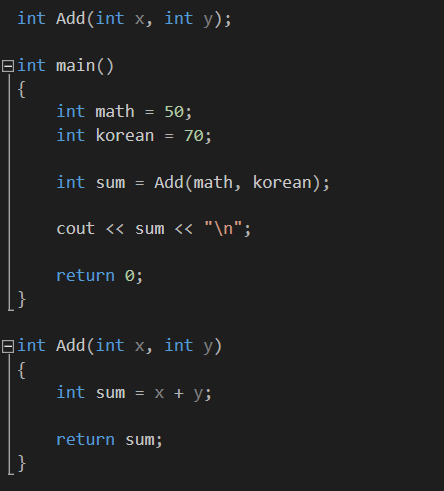 int Add(int x, int y);
int main()
{
int math = 50;
int korean = 70;
int sum = Add(math, korean);
cout << sum << "\n";
return 0;
}
int Add(int x, int y)
{
int sum = x + y;
return sum;
}